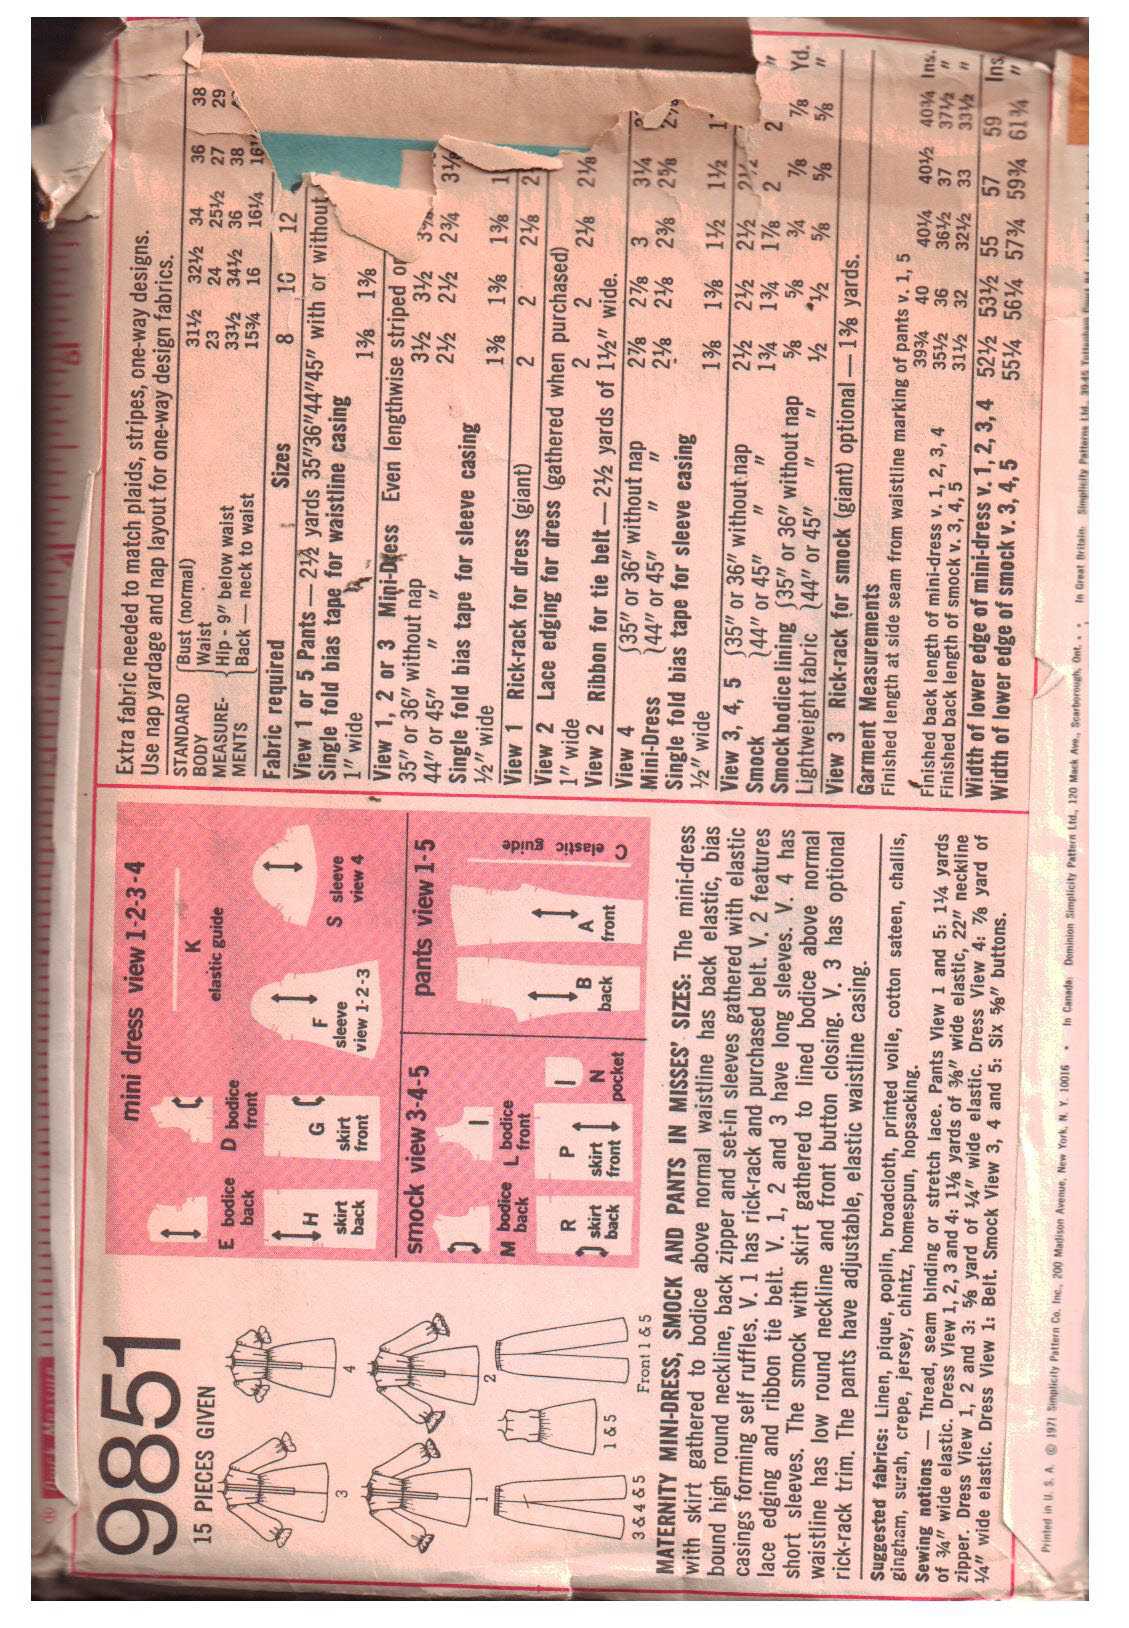 9851
15 PIECES GIVEN
3
4
1
2
3 & 4 & 5
1 & 5
Front 1 & 5
mini dress view 1-2-3-4
E bodice back
D bodice front
K
elastic guide
H
skirt back
G
skirt front
F
sleeve
view 1-2-3
S sleeve
view 4
smock view 3-4-5
M bodice back
L bodice front
R
skirt back
P
skirt front
N
pocket
pants view 1-5
B
back
A
front
C elastic guide
MATERNITY MINI-DRESS, SMOCK AND PANTS IN MISSES' SIZES: The mini-dress
with skirt gathered to bodice above normal waistline has back elastic, bias
bound high round neckline, back zipper and set-in sleeves gathered with elastic
casings forming self ruffles. V. 1 has rick-rack and purchased belt. V. 2 features
lace edging and ribbon tie belt. V. 1, 2 and 3 have long sleeves. V. 4 has
short sleeves. The smock with skirt gathered to lined bodice above normal
waistline has low round neckline and front button closing. V. 3 has optional
rick-rack trim. The pants have adjustable, elastic waistline casing.
Suggested fabrics: Linen, pique, poplin, broadcloth, printed voile, cotton sateen, challis,
gingham, surah, crepe, jersey, chintz, homespun, hopsacking.
Sewing notions — Thread, seam binding or stretch lace. Pants View 1 and 5: 1¼ yards
of ¾" wide elastic. Dress View 1, 2, 3 and 4: 1⅛ yards of ⅜" wide elastic, 22" neckline
zipper. Dress View 1, 2 and 3: ⅝ yard of ¼" wide elastic. Dress View 4: ⅞ yard of
¼" wide elastic. Dress View 1: Belt. Smock View 3, 4 and 5: Six ⅝" buttons.
Extra fabric needed to match plaids, stripes, one-way designs.
Use nap yardage and nap layout for one-way design fabrics.
STANDARD BODY MEASURE-MENTS
Bust (normal) 31½ 32½ 34 36 38
Waist 23 24 25½ 27 29
Hip - 9" below waist 33½ 34½ 36 38
Back — neck to waist 15¾ 16 16¼
Fabric required Sizes 8 10 12
View 1 or 5 Pants — 2½ yards 35"36"44"45" with or without
Single fold bias tape for waistline casing
1" wide 1⅜ 1⅜
View 1, 2 or 3 Mini-Dress Even lengthwise striped or
35" or 36" without nap 3½ 3½ 3⅝
44" or 45" " 2½ 2½ 2¾
Single fold bias tape for sleeve casing
½" wide 1⅜ 1⅜ 1⅜
View 1 Rick-rack for dress (giant) 2 2 2⅛
View 2 Lace edging for dress (gathered when purchased)
1" wide 2 2 2⅛ 2⅛
View 2 Ribbon for tie belt — 2½ yards of 1½" wide.
View 4 35" or 36" without nap 2⅞ 2⅞ 3 3¼
Mini-Dress 44" or 45" " " 2⅛ 2⅛ 2⅜ 2⅝
Single fold bias tape for sleeve casing
½" wide 1⅜ 1⅜ 1½ 1½
View 3, 4, 5 35" or 36" without nap 2½ 2½ 2½
Smock 44" or 45" " " 1¾ 1¾ 1⅞ 2 2 "
Smock bodice lining 35" or 36" without nap ⅝ ⅝ ¾ ⅞ ⅞ Yd.
Lightweight fabric 44" or 45" " " ½ ½ ⅝ ⅝ ⅝ "
View 3 Rick-rack for smock (giant) optional — 1⅜ yards.
Garment Measurements
Finished length at side seam from waistline marking of pants v. 1, 5
39¾ 40 40¼ 40½ 40¾ Ins.
Finished back length of mini-dress v. 1, 2, 3, 4 35½ 36 36½ 37 37½ "
Finished back length of smock v. 3, 4, 5 31½ 32 32½ 33 33½ "
Width of lower edge of mini-dress v. 1, 2, 3, 4 52½ 53½ 55 57 59 Ins
Width of lower edge of smock v. 3, 4, 5 55¼ 56¼ 57¾ 59¾ 61¾ "
Printed in U. S. A. © 1971 Simplicity Pattern Co. Inc., 200 Madison Avenue, New York, N. Y. 10016 • In Canada: Dominion Simplicity Pattern Ltd., 120 Mack Ave., Scarborough, Ont. • In Great Britain: Simplicity Patterns Ltd.